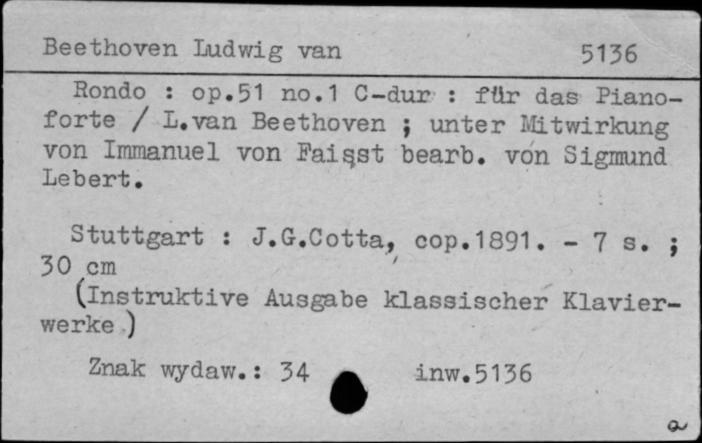 Beethoven Ludwig van 5136
Rondo : op.51 no.1 C-dur : für das Piano-
forte / L.van Beethoven ; unter Mitwirkung
von Immanuel von Faisst bearb. von Sigmund
Lebert.
Stuttgart : J.G.Cotta, cop.1891. - 7 s. ;
30 cm
(Instruktive Ausgabe klassischer Klavier-
werke )
Znak wydaw.: 34 inw.5136